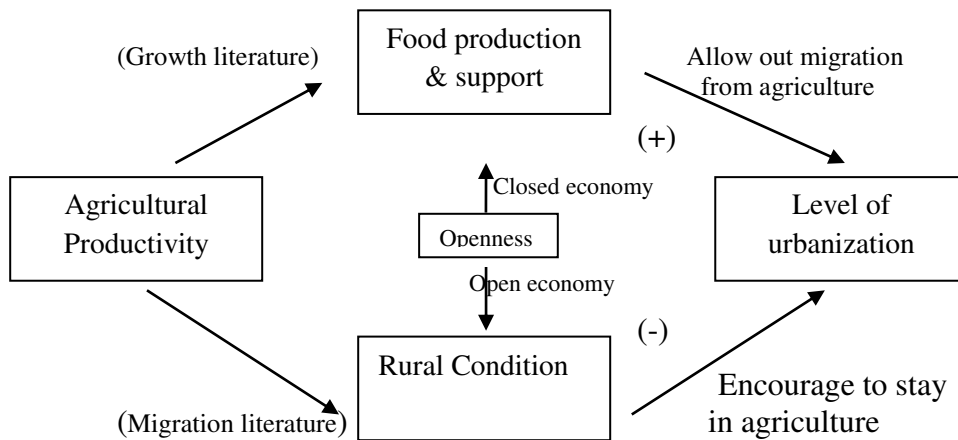 Food production
& support
(Growth literature)
Allow out migration
from agriculture
(+)
Agricultural
Productivity
Closed economy
Openness
Open economy
Level of
urbanization
(-)
Rural Condition
Encourage to stay
in agriculture
(Migration literature)